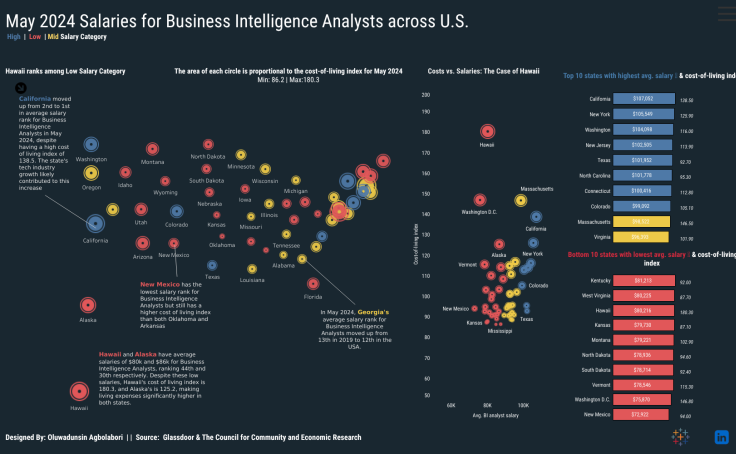 May 2024 Salaries for Business Intelligence Analysts across U.S.
High | Low | Mid Salary Category
Hawaii ranks among Low Salary Category
The area of each circle is proportional to the cost-of-living index for May 2024
Min: 86.2 | Max:180.3
California moved
up from 2nd to 1st
in average salary
rank for Business
Intelligence
Analysts in May
2024, despite
having a high cost
of living index of
138.5. The state's
tech industry
growth likely
contributed to this
increase
Washington
Oregon
California
Montana
Idaho
Wyoming
Utah
Colorado
Arizona
New Mexico
North Dakota
Minnesota
South Dakota
Wisconsin
Nebraska
Iowa
Michigan
Kansas
Missouri
Illinois
Oklahoma
Tennessee
Alabama
Texas
Louisiana
Florida
Alaska
Hawaii
New Mexico has the
lowest salary rank for
Business Intelligence
Analysts but still has a
higher cost of living index
than both Oklahoma and
Arkansas
In May 2024, Georgia's
average salary rank for
Business Intelligence
Analysts moved up from
13th in 2019 to 12th in the
USA.
Hawaii and Alaska have average
salaries of $80k and $86k for
Business Intelligence
Analysts, ranking 44th and
30th respectively. Despite these low
salaries, Hawaii's cost of living index is
180.3, and Alaska's is 125.2, making
living expenses significantly higher in
both states.
Costs vs. Salaries: The Case of Hawaii
Cost of living index
200
190
180
170
160
150
140
130
120
110
100
90
80
70
60
50
60K
80K
100K
Avg. BI analyst salary
Hawaii
Massachusetts
Washington D.C.
California
Alaska
New York
Vermont
Colorado
New Mexico
Kansas
Texas
Mississippi
Top 10 states with highest avg. salary & cost-of-living ind
California $107,052 138.50
New York $105,549 125.90
Washington $104,098 116.00
New Jersey $102,305 113.90
Texas $101,952 92.70
North Carolina $101,778 95.30
Connecticut $100,416 112.80
Colorado $99,092 105.10
Massachusetts 146.50
Virginia 101.90
Bottom 10 states with lowest avg. salary & cost-of-living
index
Kentucky $81,213 92.00
West Virginia $80,225 87.70
Hawaii $80,216 180.30
Kansas $79,738 87.10
Montana $79,221 102.90
North Dakota $78,936 94.60
South Dakota $78,714 92.40
Vermont $78,546 115.30
Washington D.C. $75,870 146.80
New Mexico $72,922 94.00
Designed By: Oluwadunsin Agbolabori || Source: Glassdoor & The Council for Community and Economic Research
in